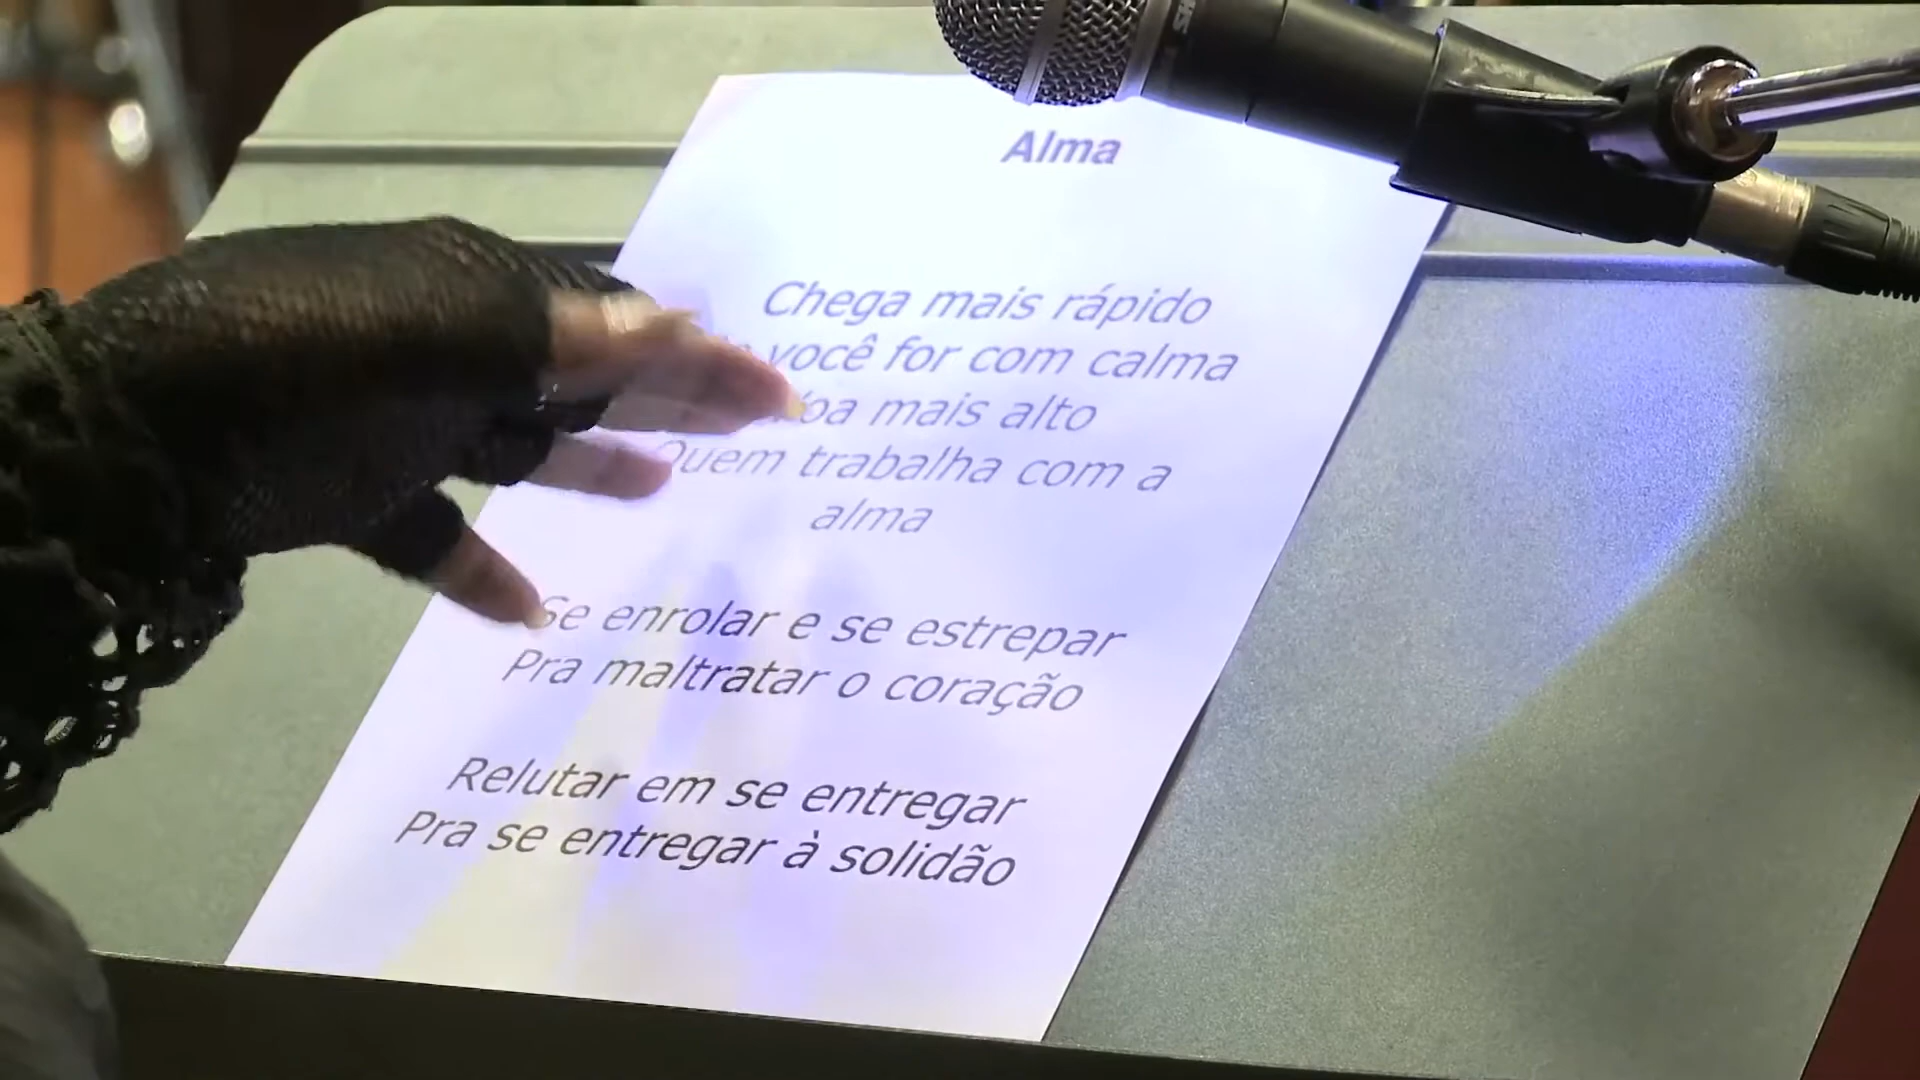 Alma
Chega mais rápido
você for com calma
mais alto
Quem trabalha com a
alma
Se enrolar e se estrepar
Pra maltratar o coração
Relutar em se entregar
Pra se entregar à solidão